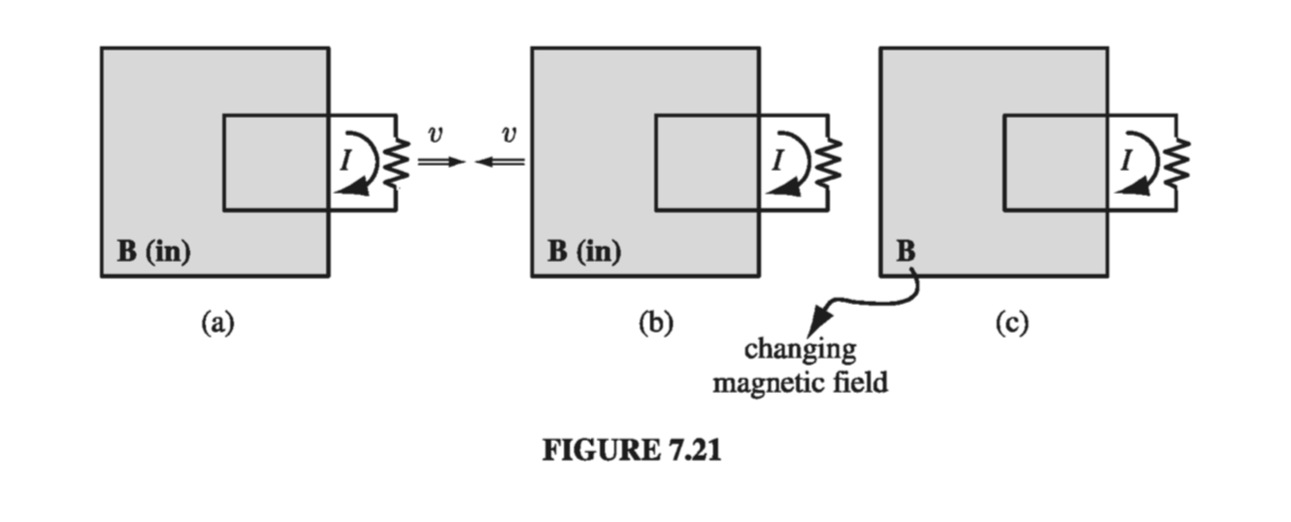 v v
I I I
B (in) B (in) B
(a) (b) (c)
changing
magnetic field
FIGURE 7.21